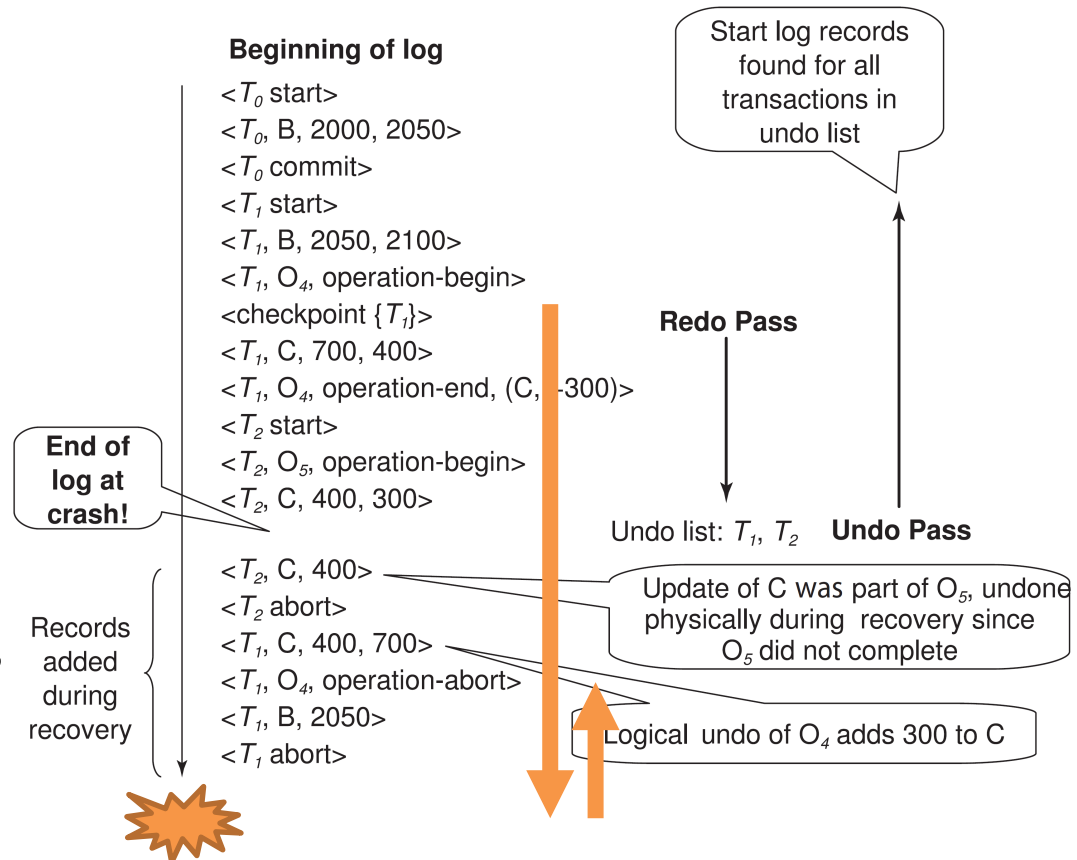 Beginning of log
<T0 start>
<T0, B, 2000, 2050>
<T0 commit>
<T1 start>
<T1, B, 2050, 2100>
<T1, O4, operation-begin>
<checkpoint {T1}>
<T1, C, 700, 400>
<T1, O4, operation-end, (C, +300)>
<T2 start>
<T2, O5, operation-begin>
<T2, C, 400, 300>
End of
log at
crash!
<T2, C, 400>
<T2 abort>
<T1, C, 400, 700>
<T1, O4, operation-abort>
<T1, B, 2050>
<T1 abort>
Records
added
during
recovery
Start log records
found for all
transactions in
undo list
Redo Pass
Undo list: T1, T2
Undo Pass
Update of C was part of O5, undone
physically during recovery since
O5 did not complete
Logical undo of O4 adds 300 to C